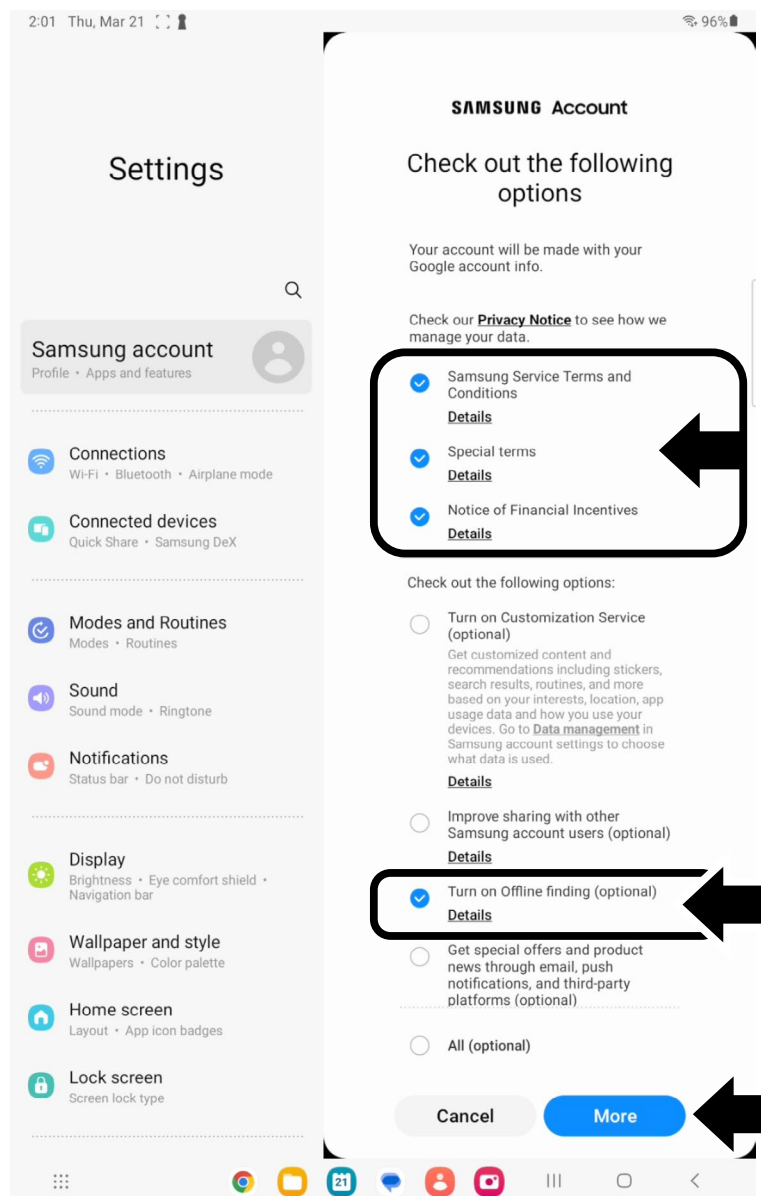 2:01 Thu, Mar 21
96%
Settings
Samsung account
Profile • Apps and features
Connections
Wi-Fi • Bluetooth • Airplane mode
Connected devices
Quick Share • Samsung DeX
Modes and Routines
Modes • Routines
Sound
Sound mode • Ringtone
Notifications
Status bar • Do not disturb
Display
Brightness • Eye comfort shield •
Navigation bar
Wallpaper and style
Wallpapers • Color palette
Home screen
Layout • App icon badges
Lock screen
Screen lock type
SAMSUNG Account
Check out the following
options
Your account will be made with your
Google account info.
Check our Privacy Notice to see how we
manage your data.
Samsung Service Terms and
Conditions
Details
Special terms
Details
Notice of Financial Incentives
Details
Check out the following options:
Turn on Customization Service
(optional)
Get customized content and
recommendations including stickers,
search results, routines, and more
based on your interests, location, app
usage data and how you use your
devices. Go to Data management in
Samsung account settings to choose
what data is used.
Details
Improve sharing with other
Samsung account users (optional)
Details
Turn on Offline finding (optional)
Details
Get special offers and product
news through email, push
notifications, and third-party
platforms (optional)
All (optional)
Cancel
More
21